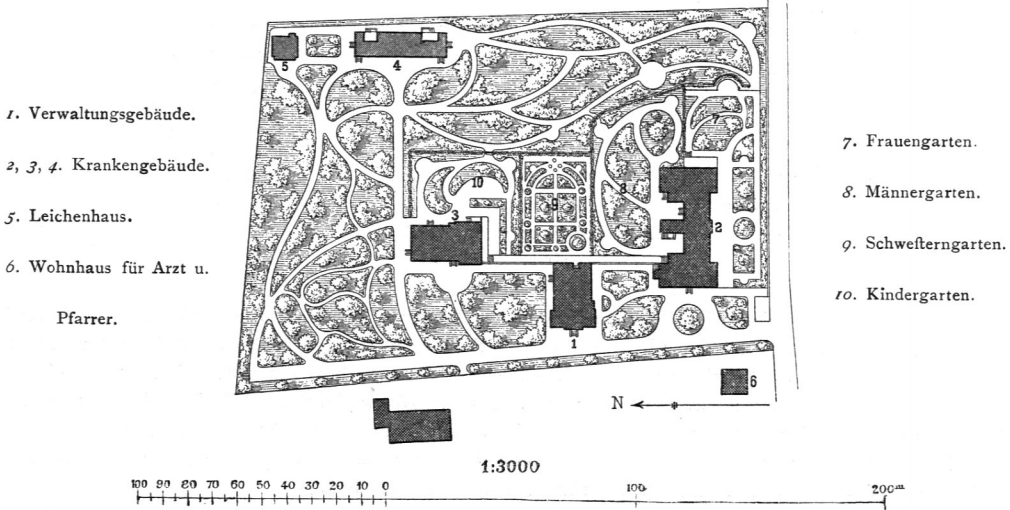 1. Verwaltungsgebäude.
2, 3, 4. Krankengebäude.
5. Leichenhaus.
6. Wohnhaus für Arzt u.
Pfarrer.
5
4
10
3
9
8
7
2
1
6
N
7. Frauengarten.
8. Männergarten.
9. Schweſterngarten.
10. Kindergarten.
1:3000
100 90 80 70 60 50 40 30 20 10 0 100 200m